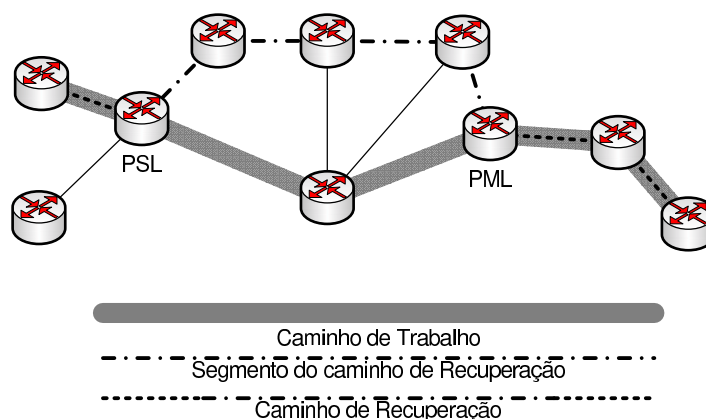 PSL
PML
Caminho de Trabalho
Segmento do caminho de Recuperação
Caminho de Recuperação